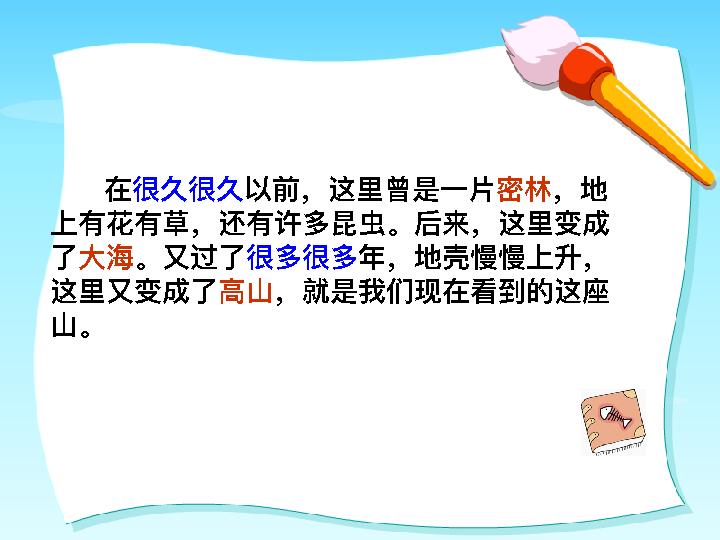 在很久很久以前，这里曾是一片密林，地
上有花有草，还有许多昆虫。后来，这里变成
了大海。又过了很多很多年，地壳慢慢上升，
这里又变成了高山，就是我们现在看到的这座
山。